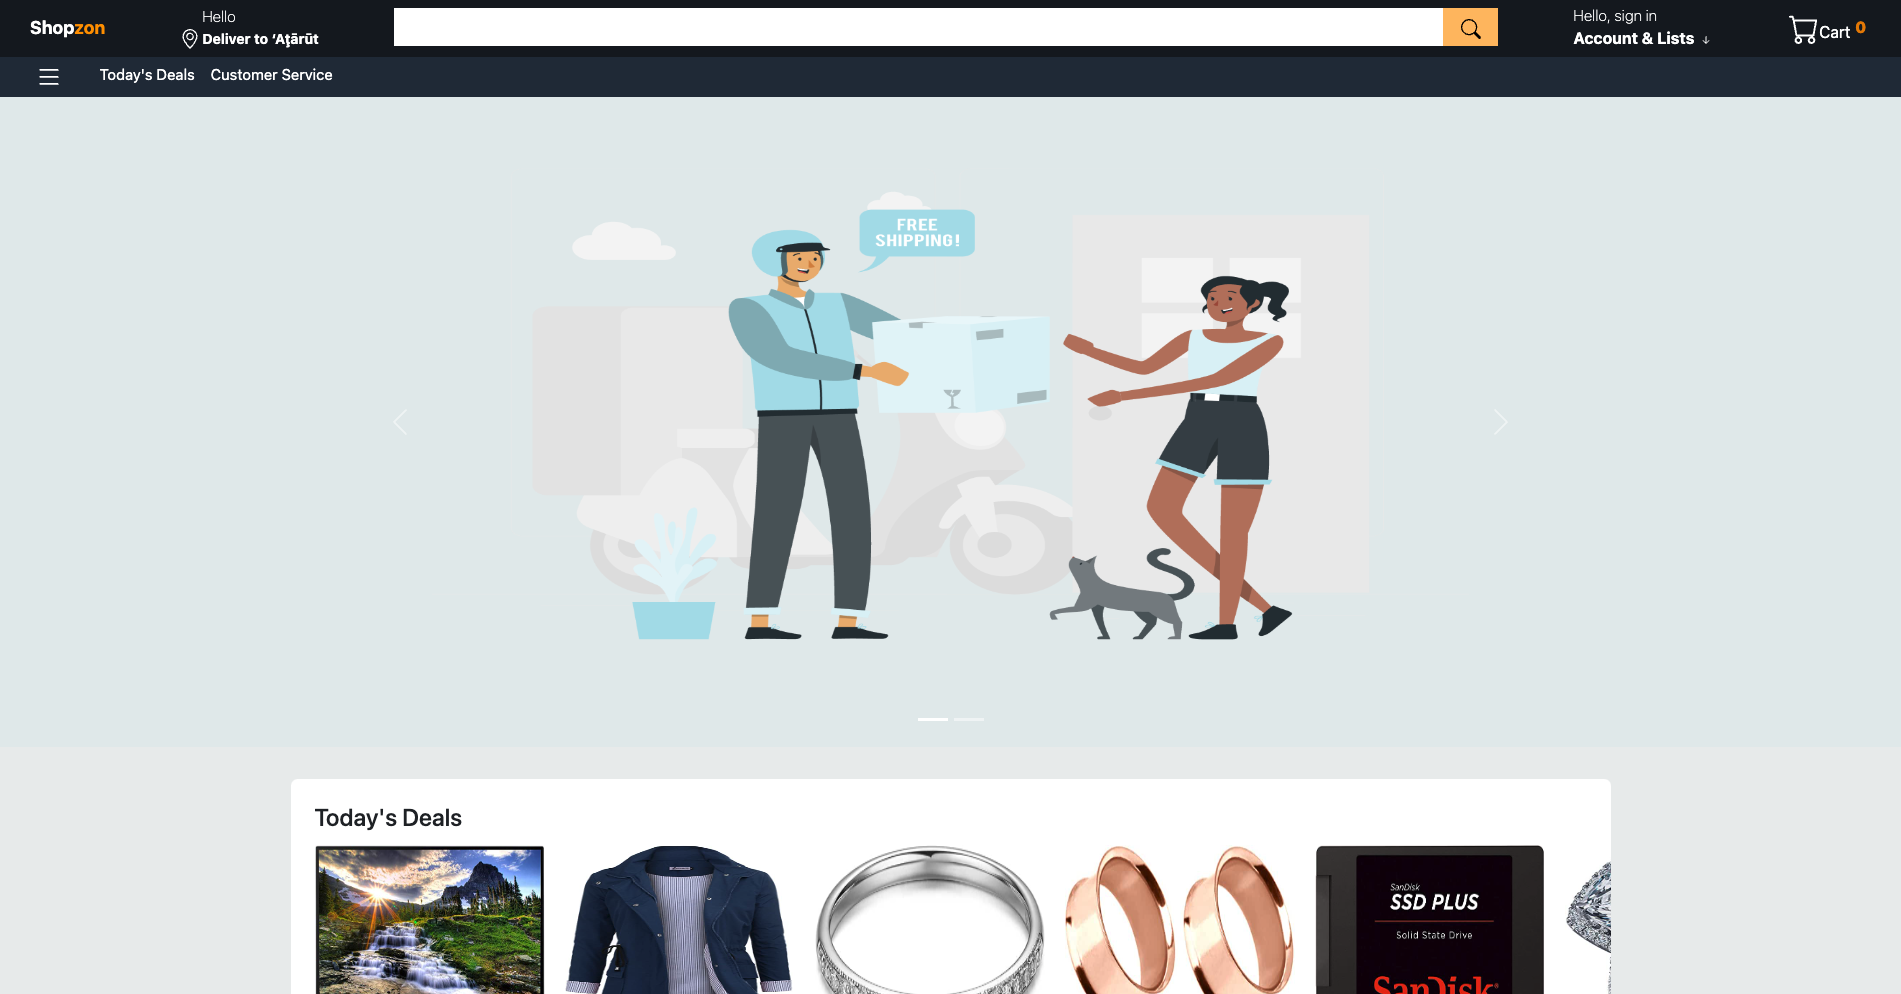 Shopzon
Hello
Deliver to ‘Aţārūt
Hello, sign in
Account & Lists ↓
Cart 0
Today's Deals
Customer Service
FREE
SHIPPING!
Today's Deals
SanDisk
SSD PLUS
Solid State Drive
SanDisk